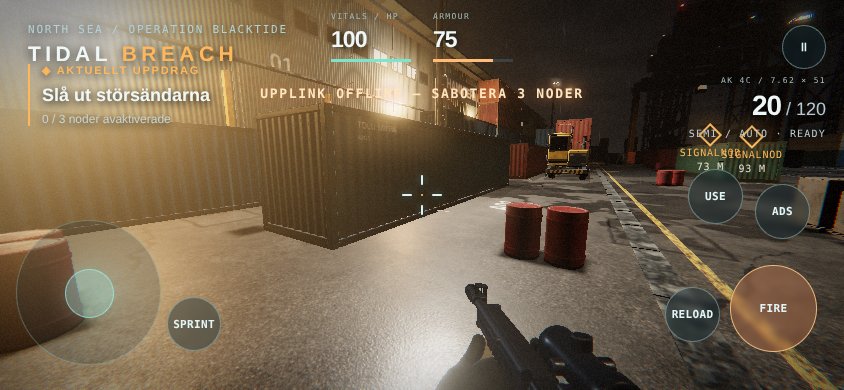 NORTH SEA / OPERATION BLACKTIDE
TIDAL BREACH
◆ AKTUELLT UPPDRAG
Slå ut störsändarna
0 / 3 noder avaktiverade
VITALS / HP
100
ARMOUR
75
UPPLINK OFFLINE — SABOTERA 3 NODER
01
AK 4C / 7.62 × 51
20 / 120
SEMI / AUTO · READY
SIGNALNOD
73 M
SIGNALNOD
93 M
USE
ADS
SPRINT
RELOAD
FIRE